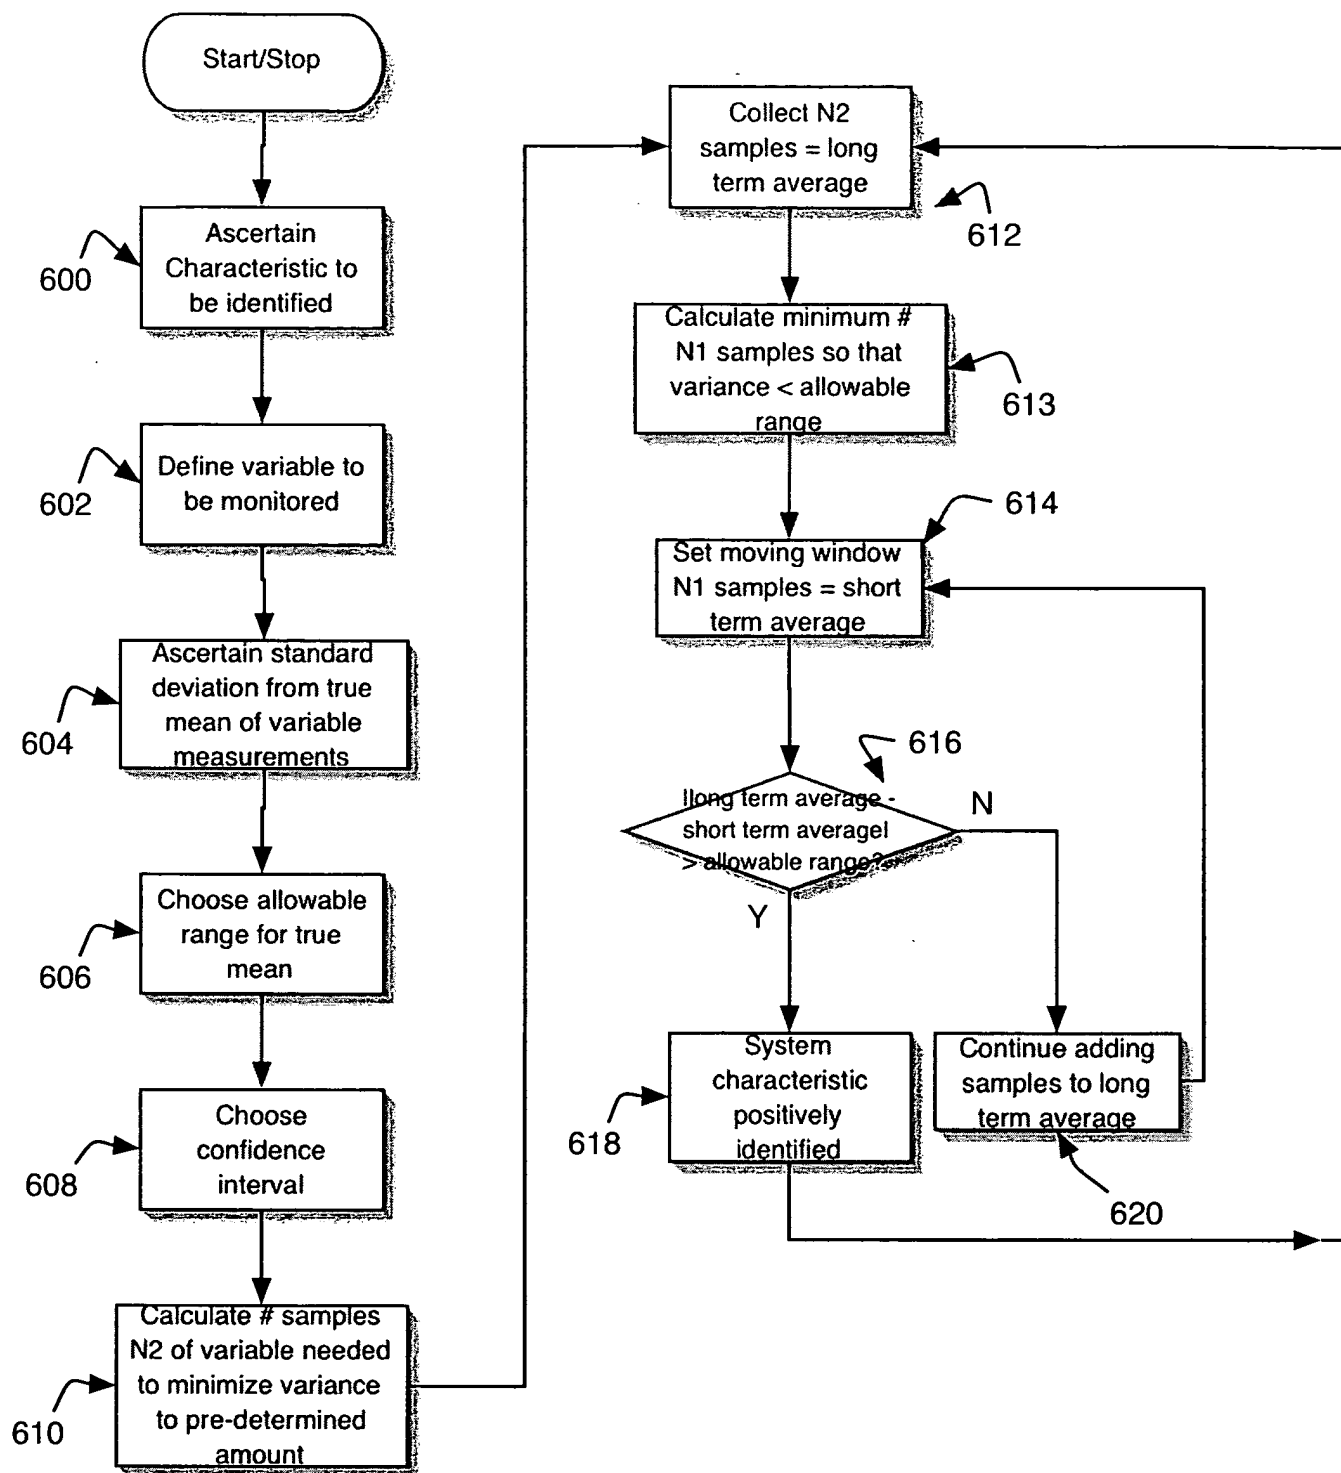 Start/Stop
Ascertain
Characteristic to
be identified
600
Define variable to
be monitored
602
Ascertain standard
deviation from true
mean of variable
measurements
604
Choose allowable
range for true
mean
606
Choose
confidence
interval
608
Calculate # samples
N2 of variable needed
to minimize variance
to pre-determined
amount
610
Collect N2
samples = long
term average
612
Calculate minimum #
N1 samples so that
variance < allowable
range
613
Set moving window
N1 samples = short
term average
614
|long term average -
short term average|
> allowable range?
616
N
Y
System
characteristic
positively
identified
618
Continue adding
samples to long
term average
620